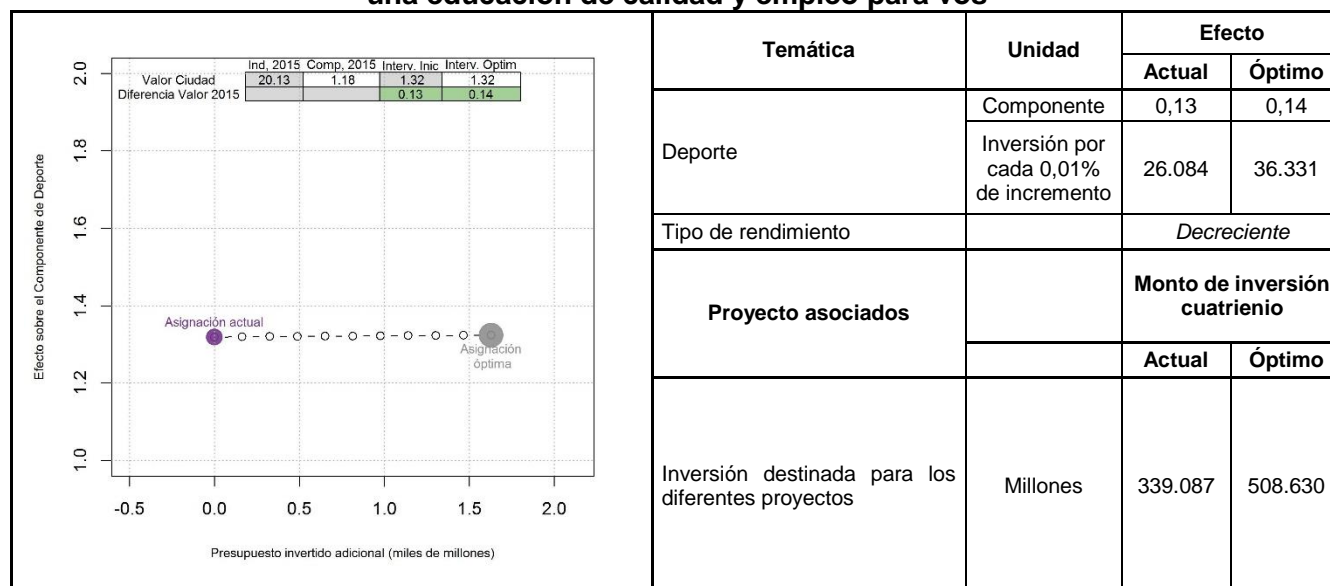 una educación de calidad y empleo para vos
Ind, 2015 Comp, 2015 Interv. Inic Interv. Optim
Valor Ciudad 20.13 1.18 1.32 1.32
Diferencia Valor 2015 0.13 0.14
Efecto sobre el Componente de Deporte
2.0
1.8
1.6
1.4
1.2
1.0
Asignación actual
Asignación
óptima
-0.5 0.0 0.5 1.0 1.5 2.0
Presupuesto invertido adicional (miles de millones)
Temática Unidad Efecto
Actual Óptimo
Deporte Componente 0,13 0,14
Inversión por
cada 0,01%
de incremento
26.084 36.331
Tipo de rendimiento Decreciente
Proyecto asociados Monto de inversión
cuatrienio
Actual Óptimo
Inversión destinada para los
diferentes proyectos
Millones 339.087 508.630